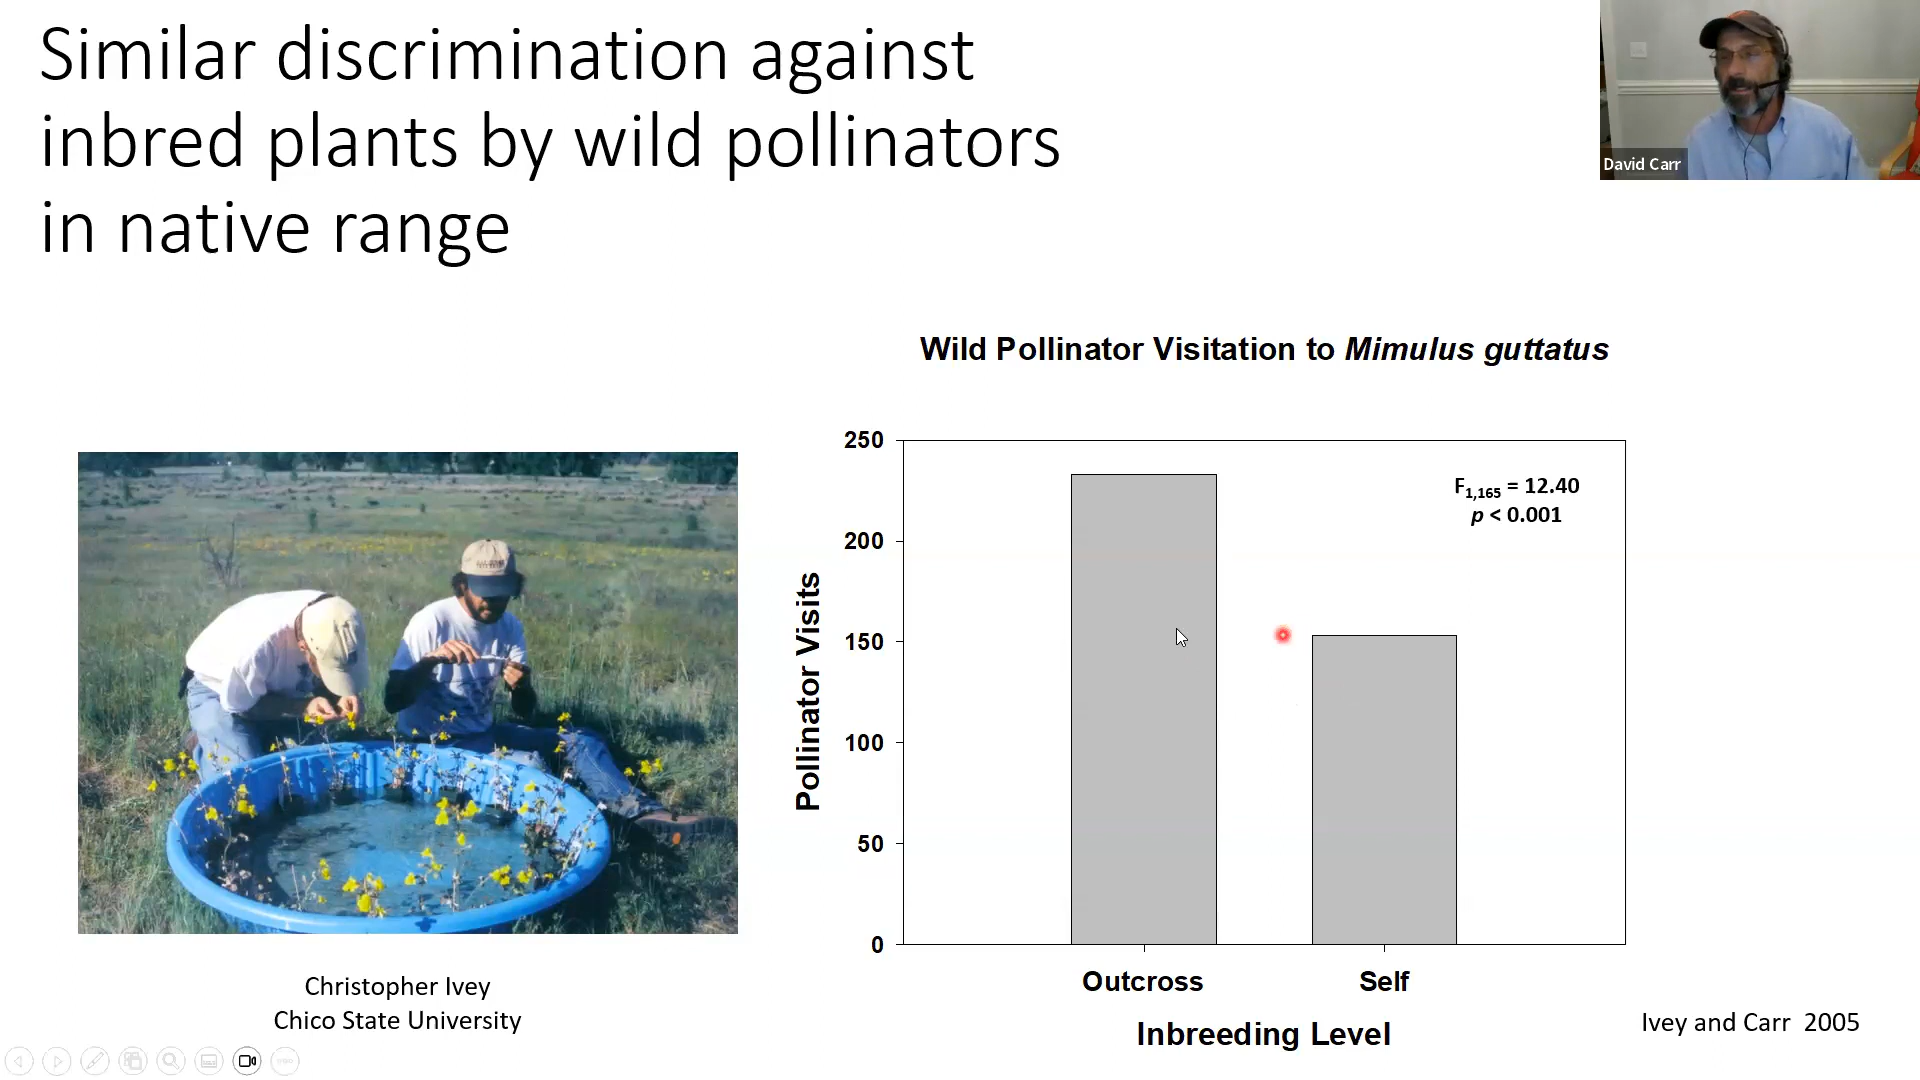 Similar discrimination against
inbred plants by wild pollinators
in native range
David Carr
Wild Pollinator Visitation to Mimulus guttatus
250
200
150
100
50
0
Pollinator Visits
F1,165 = 12.40
p < 0.001
Outcross
Self
Inbreeding Level
Christopher Ivey
Chico State University
Ivey and Carr 2005